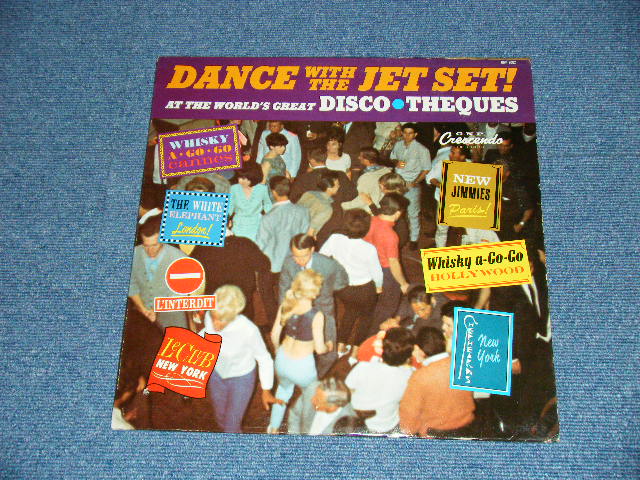 DANCE WITH THE JET SET!
AT THE WORLD'S GREAT DISCO•THEQUES
G N P
Crescendo
WHISKY
A•GO•GO
cannes
THE WHITE
ELEPHANT
London!
L'INTERDIT
Le CLUB
NEW YORK
NEW
JIMMIES
Paris!
Whisky a-Go-Go
HOLLYWOOD
New
York